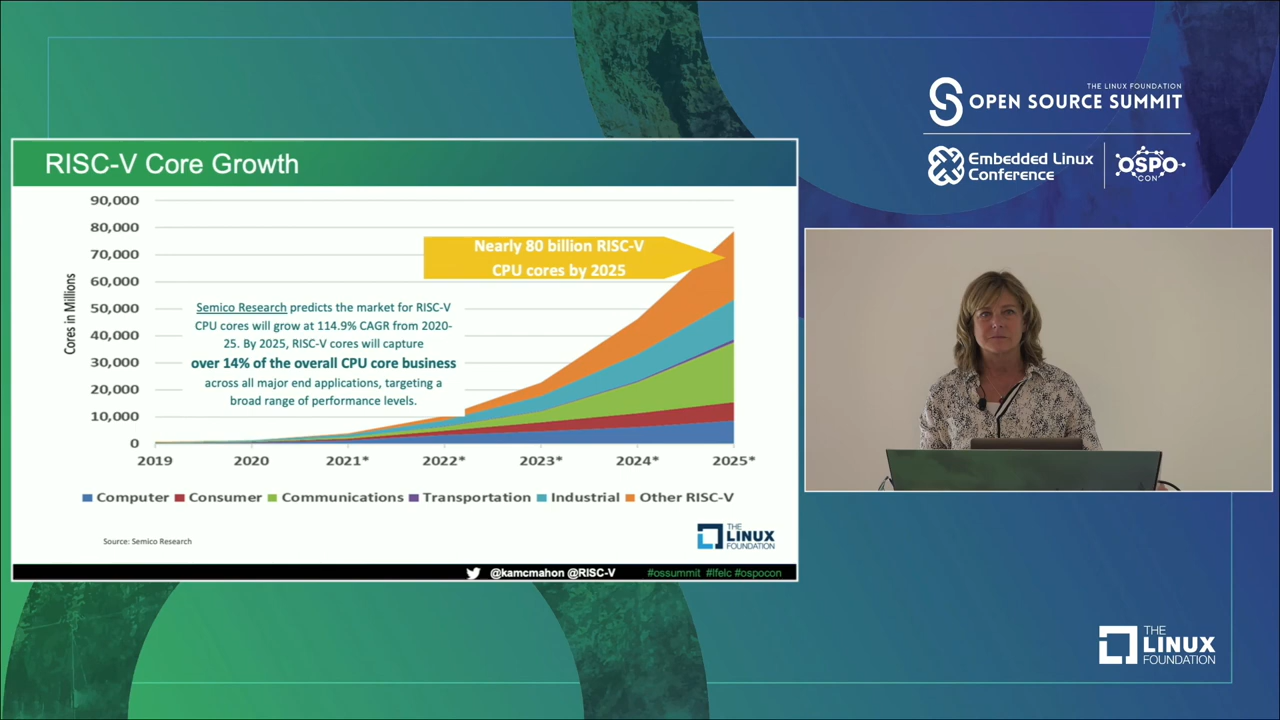 THE LINUX FOUNDATION
OPEN SOURCE SUMMIT
Embedded Linux
Conference
OSPO
CON
RISC-V Core Growth
90,000
80,000
70,000
60,000
50,000
40,000
30,000
20,000
10,000
0
Cores in Millions
Nearly 80 billion RISC-V
CPU cores by 2025
Semico Research predicts the market for RISC-V
CPU cores will grow at 114.9% CAGR from 2020-
25. By 2025, RISC-V cores will capture
over 14% of the overall CPU core business
across all major end applications, targeting a
broad range of performance levels.
2019 2020 2021* 2022* 2023* 2024* 2025*
Computer Consumer Communications Transportation Industrial Other RISC-V
Source: Semico Research
THE
LINUX
FOUNDATION
@kamcmahon @RISC-V #ossummit #lfelc #ospocon
THE
LINUX
FOUNDATION